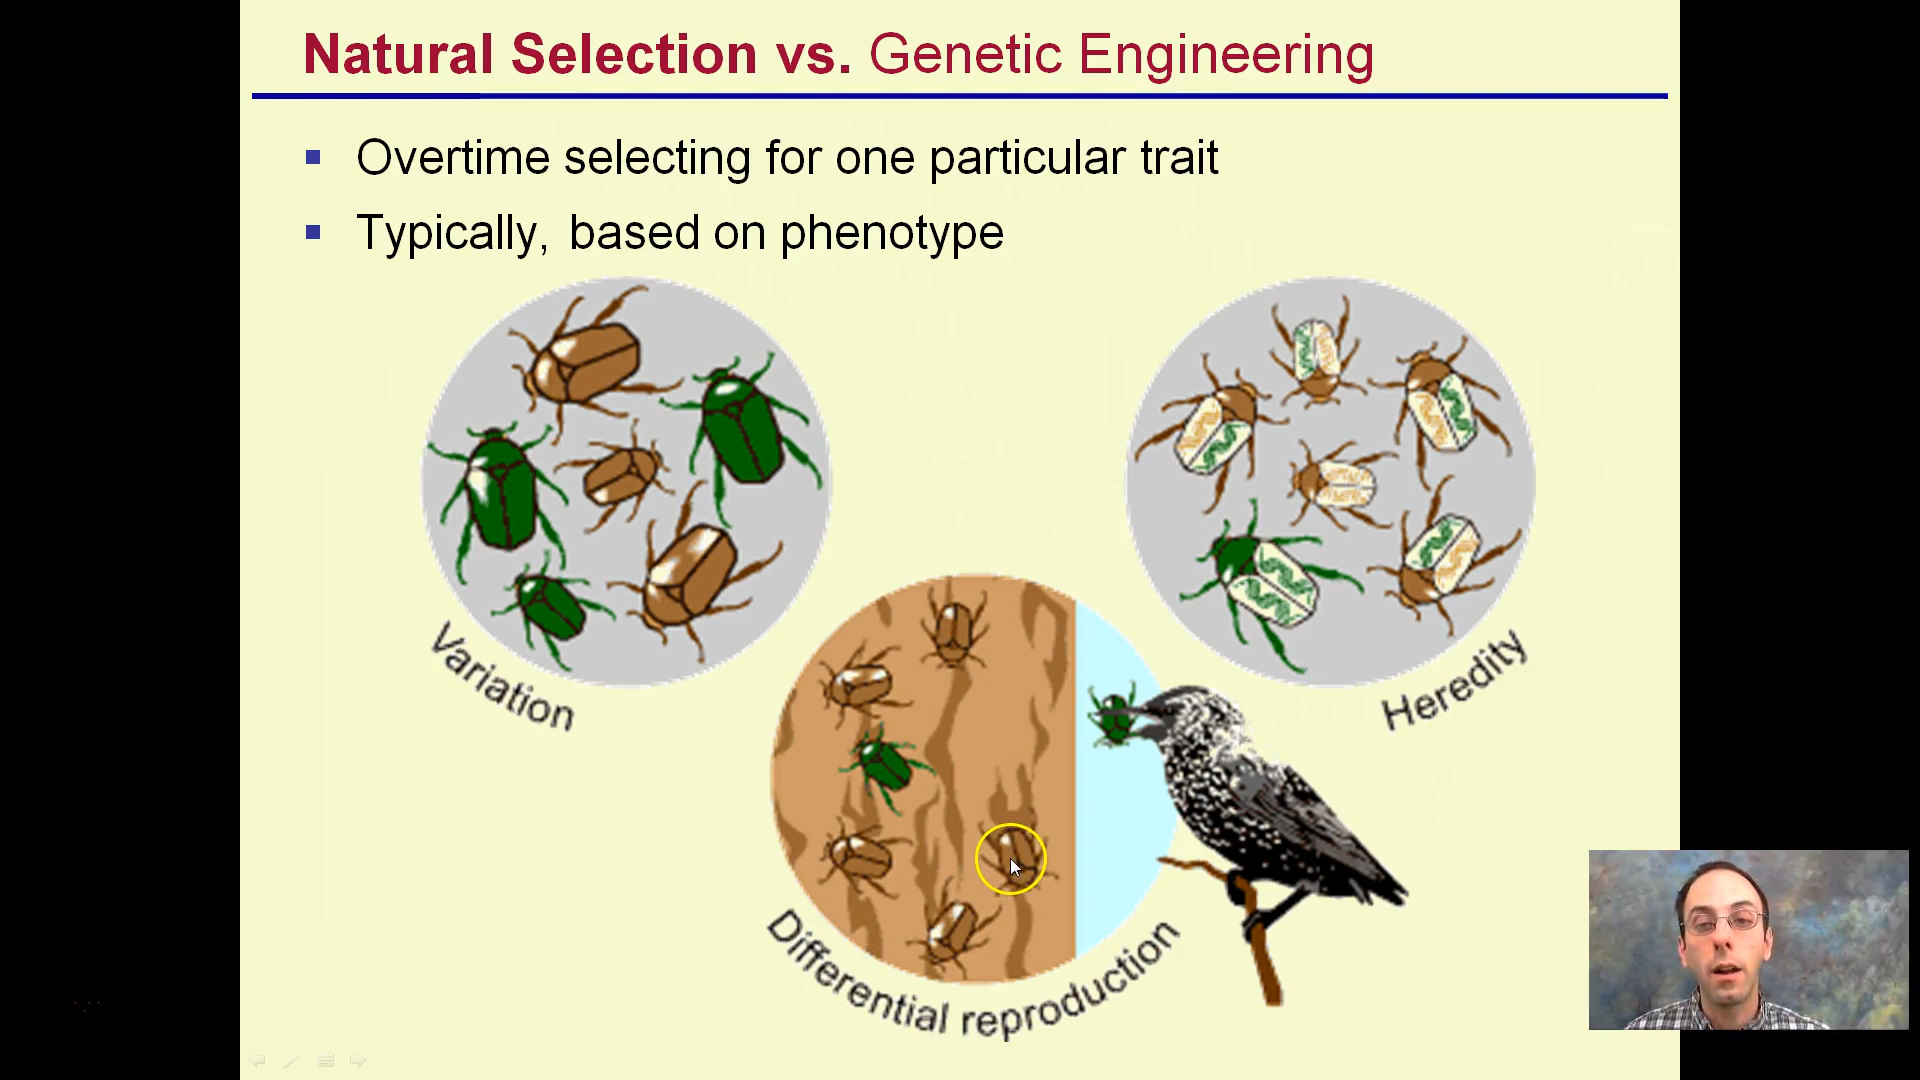 Natural Selection vs. Genetic Engineering
Overtime selecting for one particular trait
Typically, based on phenotype
Variation
Heredity
Differential reproduction